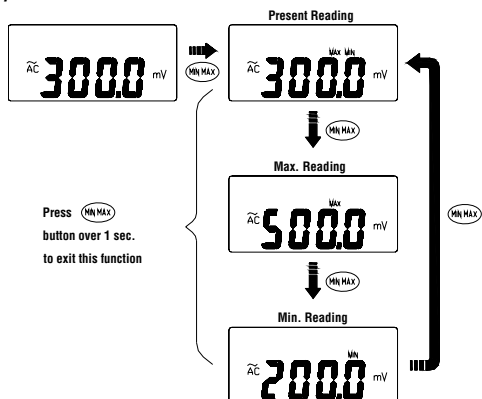 Present Reading
AC 300.0 mV
MIN MAX
MAX MIN
AC 300.0 mV
MIN MAX
Max. Reading
MAX
AC 500.0 mV
Press MIN MAX
button over 1 sec.
to exit this function
MIN MAX
MIN MAX
Min. Reading
MIN
AC 200.0 mV